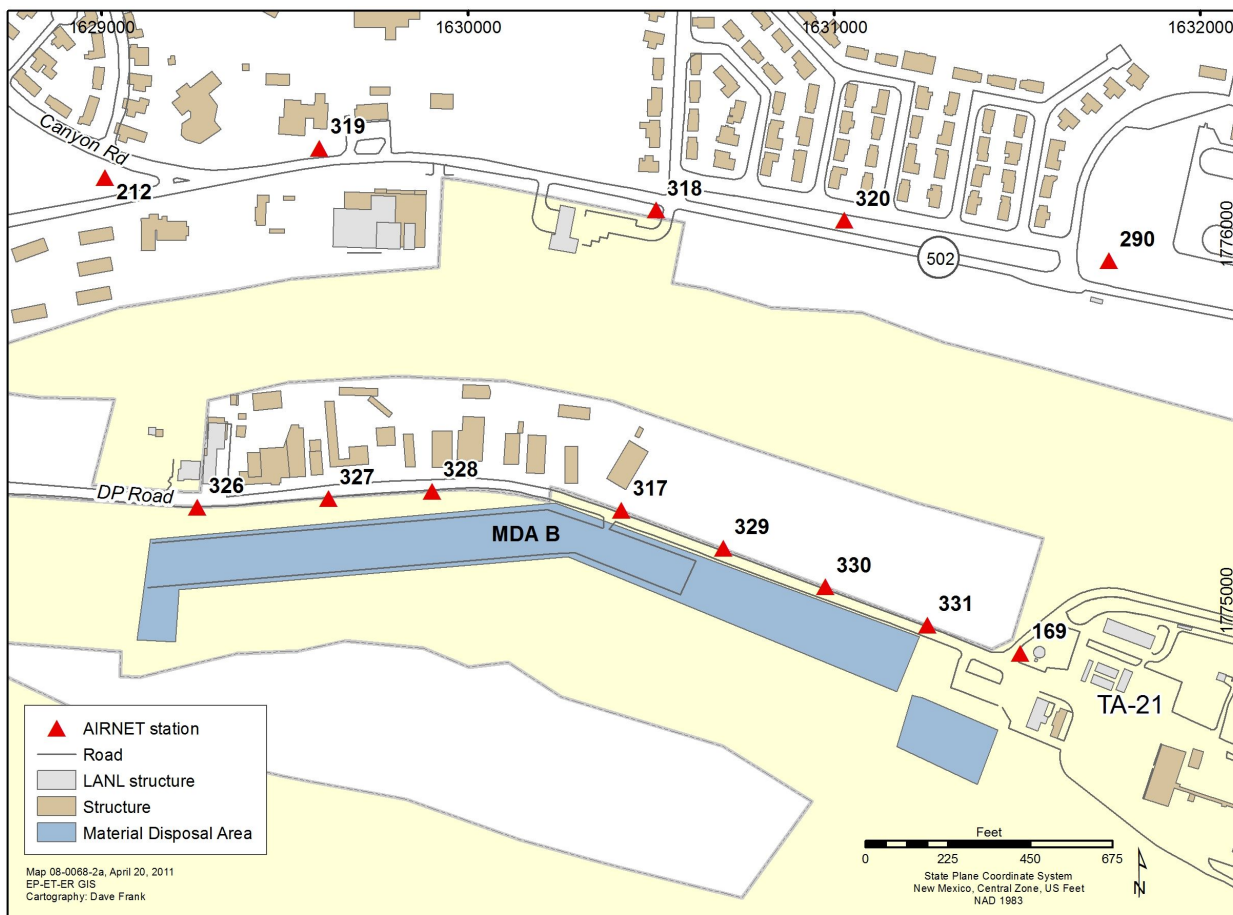 1629000
1630000
1631000
1632000
Canyon Rd
319
212
318
320
502
290
1776000
DP Road
326
327
328
317
MDA B
329
330
331
1775000
169
TA-21
AIRNET station
Road
LANL structure
Structure
Material Disposal Area
Map 08-0068-2a, April 20, 2011
EP-ET-ER GIS
Cartography: Dave Frank
Feet
0 225 450 675
State Plane Coordinate System
New Mexico, Central Zone, US Feet
NAD 1983
N